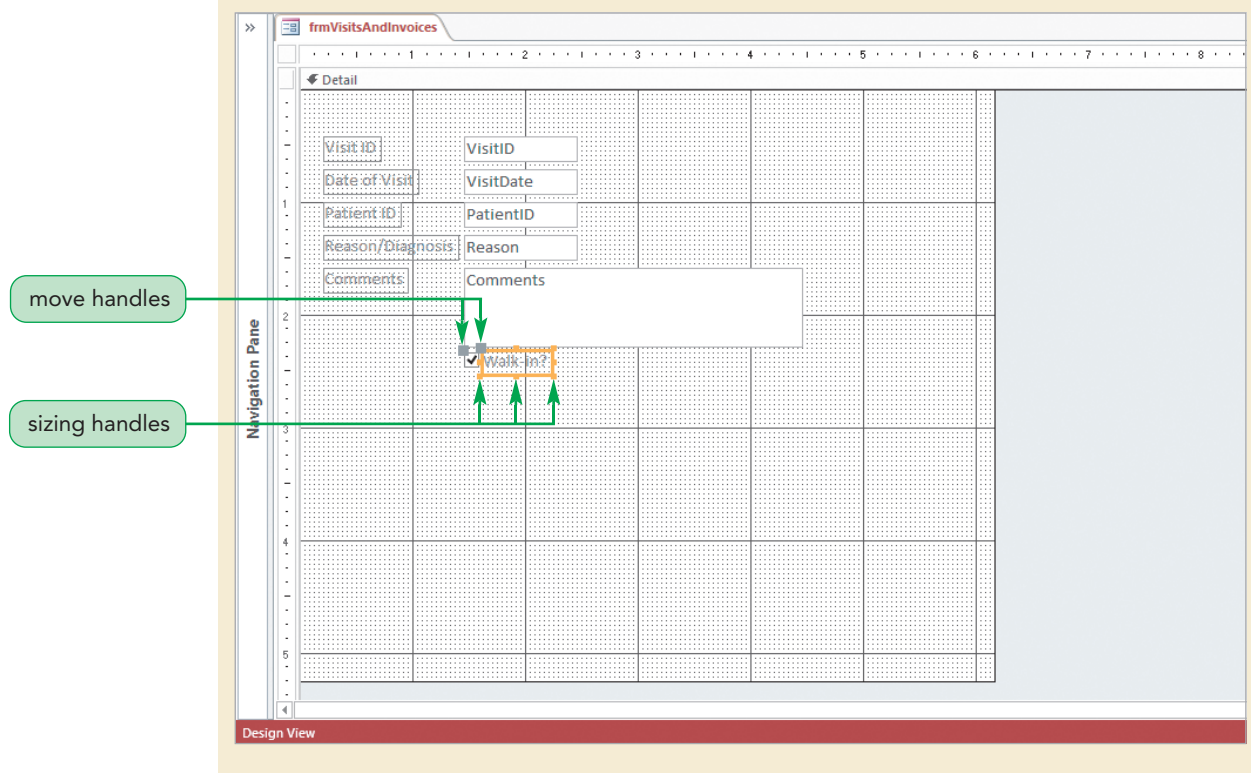 » frmVisitsAndInvoices
1 2 3 4 5 6 7 8
Detail
Visit ID VisitID
Date of Visit VisitDate
1
Patient ID PatientID
Reason/Diagnosis Reason
Comments Comments
move handles
2
Walk-in?
Navigation Pane
sizing handles
3
4
5
Design View